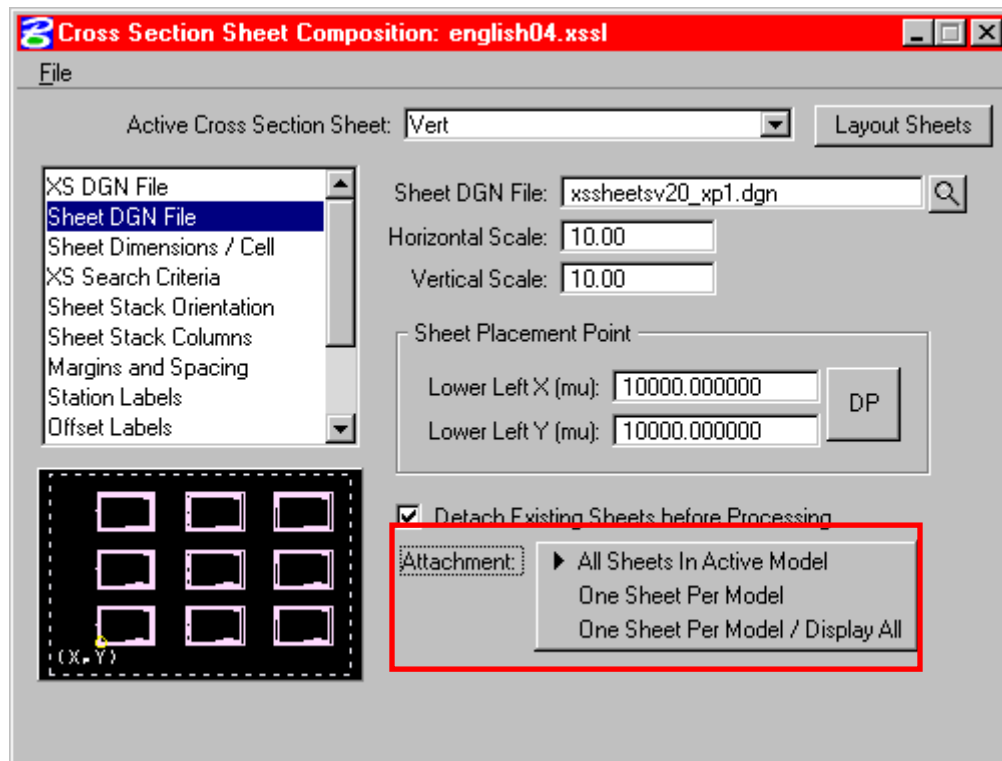 Cross Section Sheet Composition: english04.xssl
File
Active Cross Section Sheet: Vert Layout Sheets
XS DGN File
Sheet DGN File
Sheet Dimensions / Cell
XS Search Criteria
Sheet Stack Orientation
Sheet Stack Columns
Margins and Spacing
Station Labels
Offset Labels
Sheet DGN File: xssheetsv20_xp1.dgn
Horizontal Scale: 10.00
Vertical Scale: 10.00
Sheet Placement Point
Lower Left X (mu): 10000.000000
Lower Left Y (mu): 10000.000000
DP
(X,Y)
Detach Existing Sheets before Processing
Attachment: All Sheets In Active Model
One Sheet Per Model
One Sheet Per Model / Display All